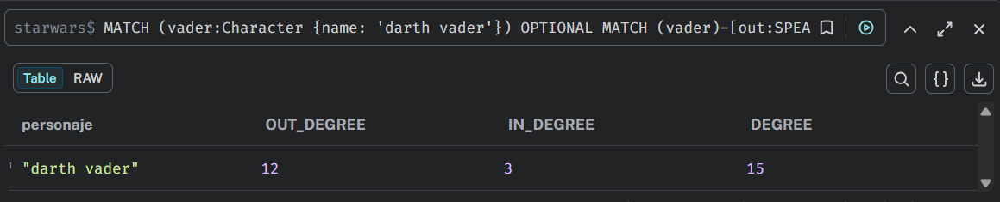 starwars$ MATCH (vader:Character {name: 'darth vader'}) OPTIONAL MATCH (vader)-[out:SPEA
Table RAW
personaje OUT_DEGREE IN_DEGREE DEGREE
1 "darth vader" 12 3 15